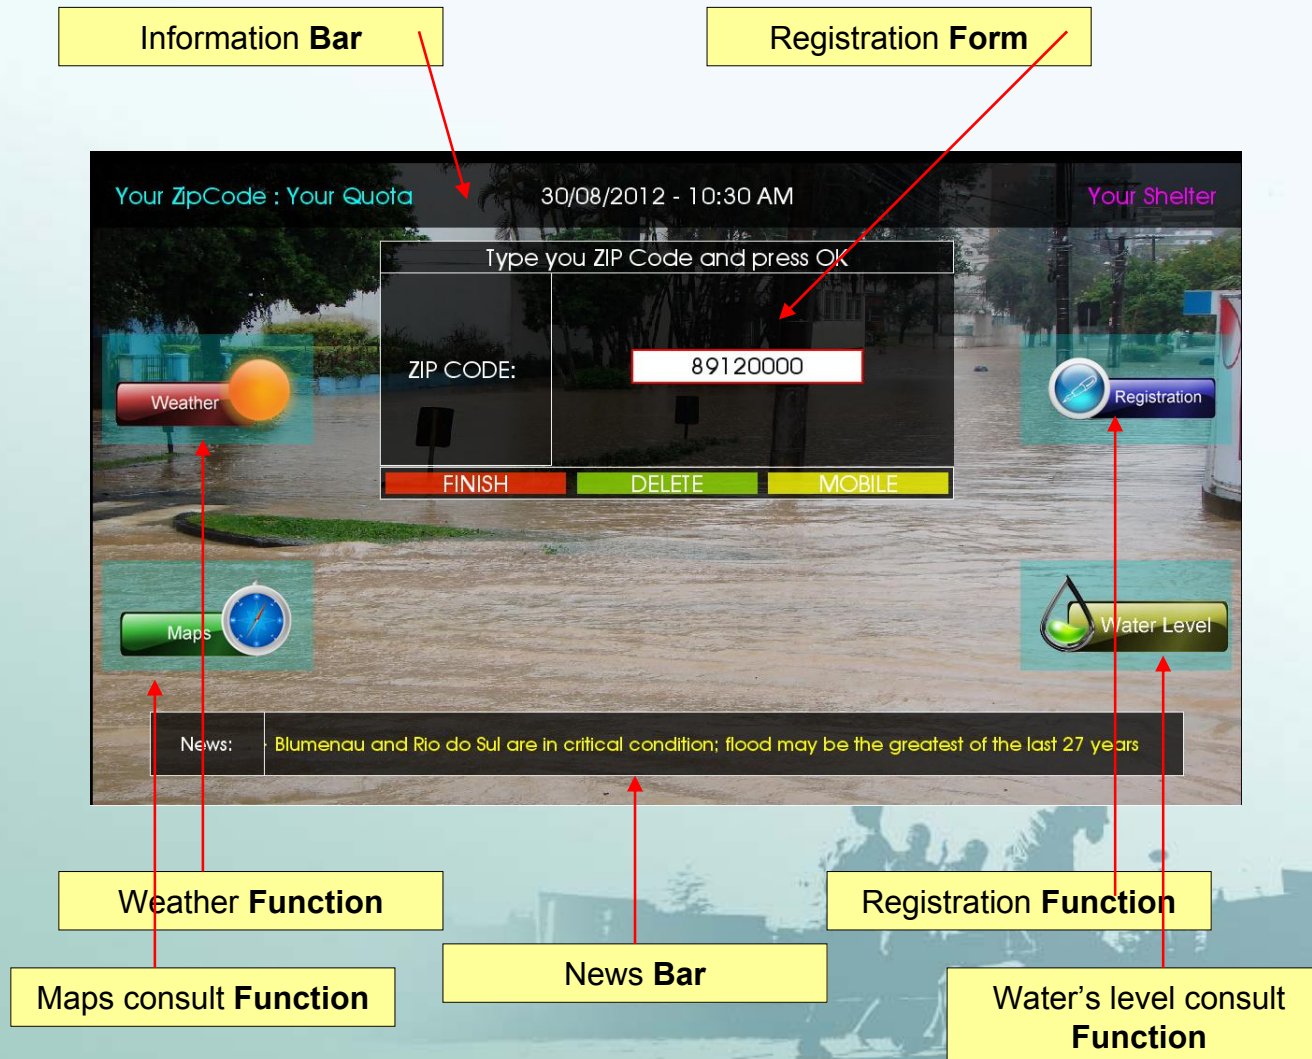 Information Bar
Registration Form
Your ZipCode : Your Quota
30/08/2012 - 10:30 AM
Your Shelter
Type you ZIP Code and press OK
ZIP CODE:
89120000
FINISH
DELETE
MOBILE
Weather
Registration
Maps
Water Level
News:
· Blumenau and Rio do Sul are in critical condition; flood may be the greatest of the last 27 years
Weather Function
Registration Function
Maps consult Function
News Bar
Water’s level consult
Function